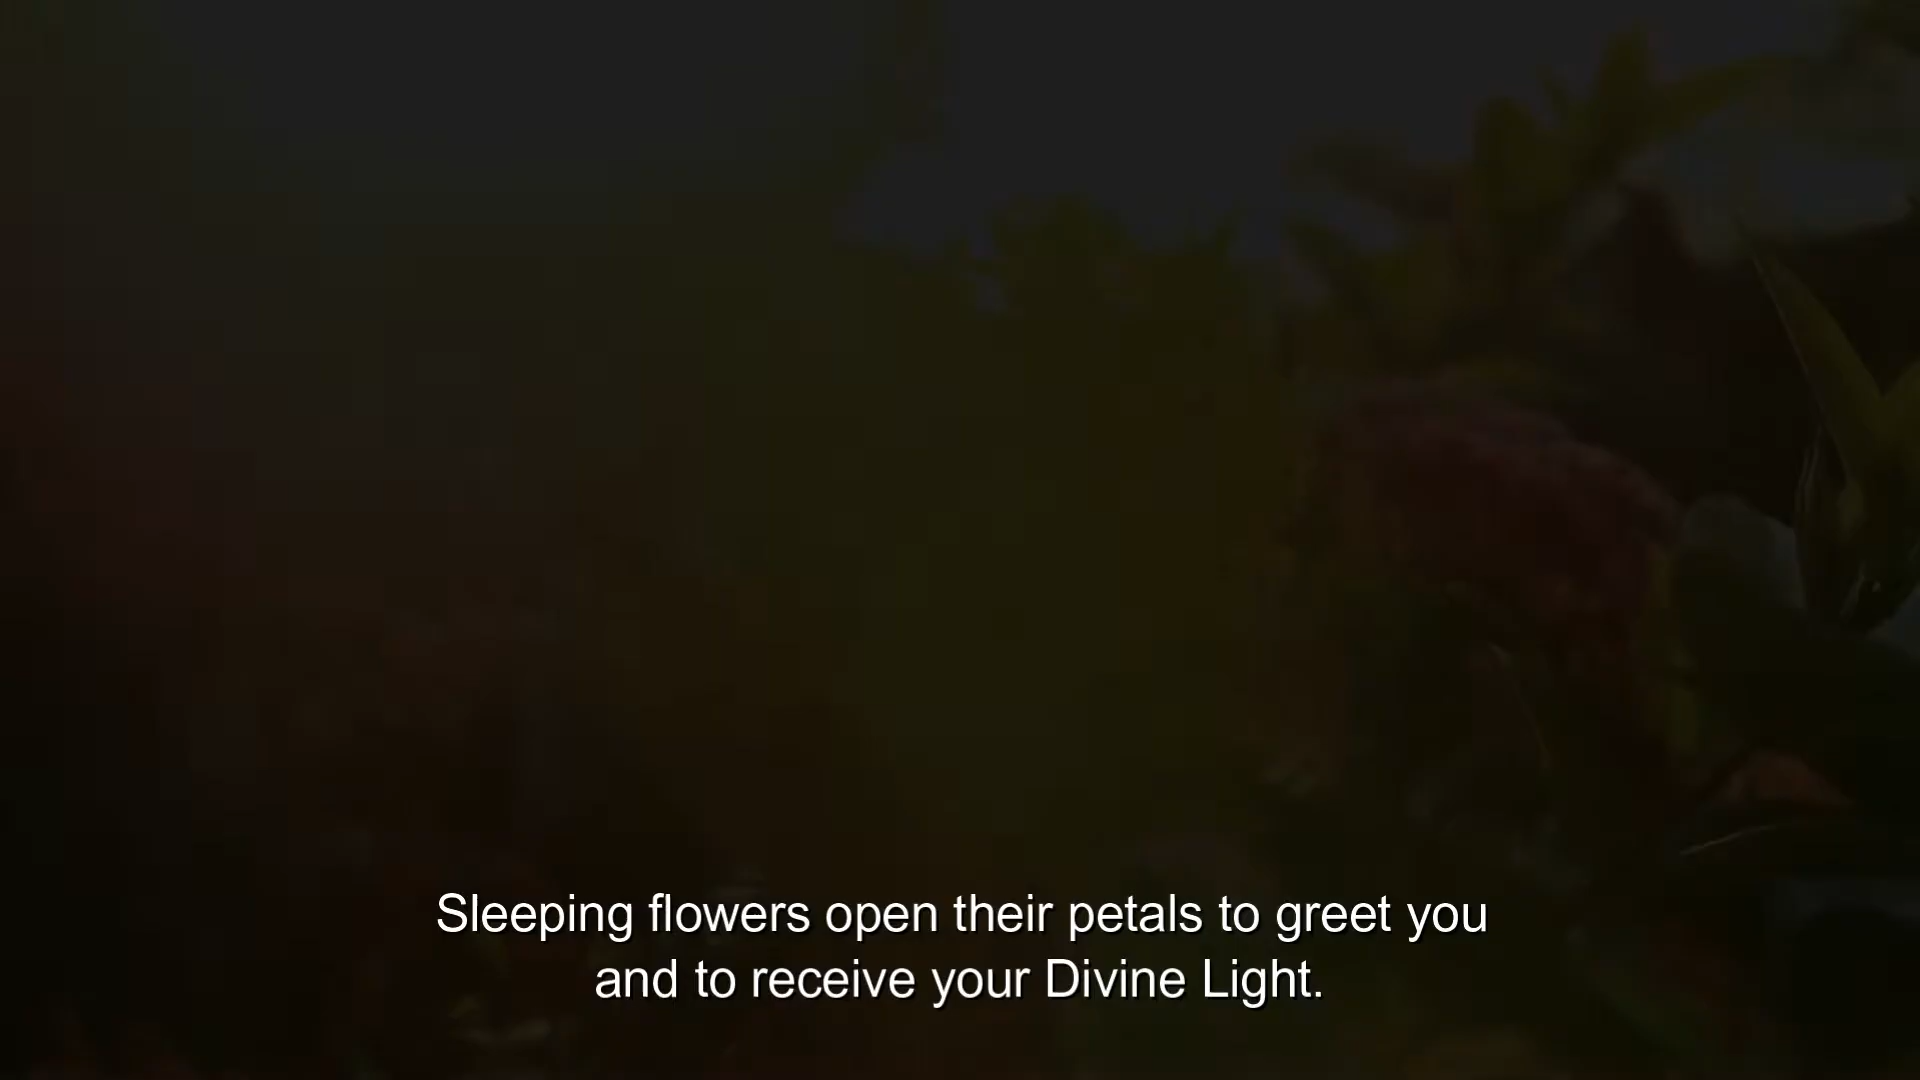 Sleeping flowers open their petals to greet you
and to receive your Divine Light.